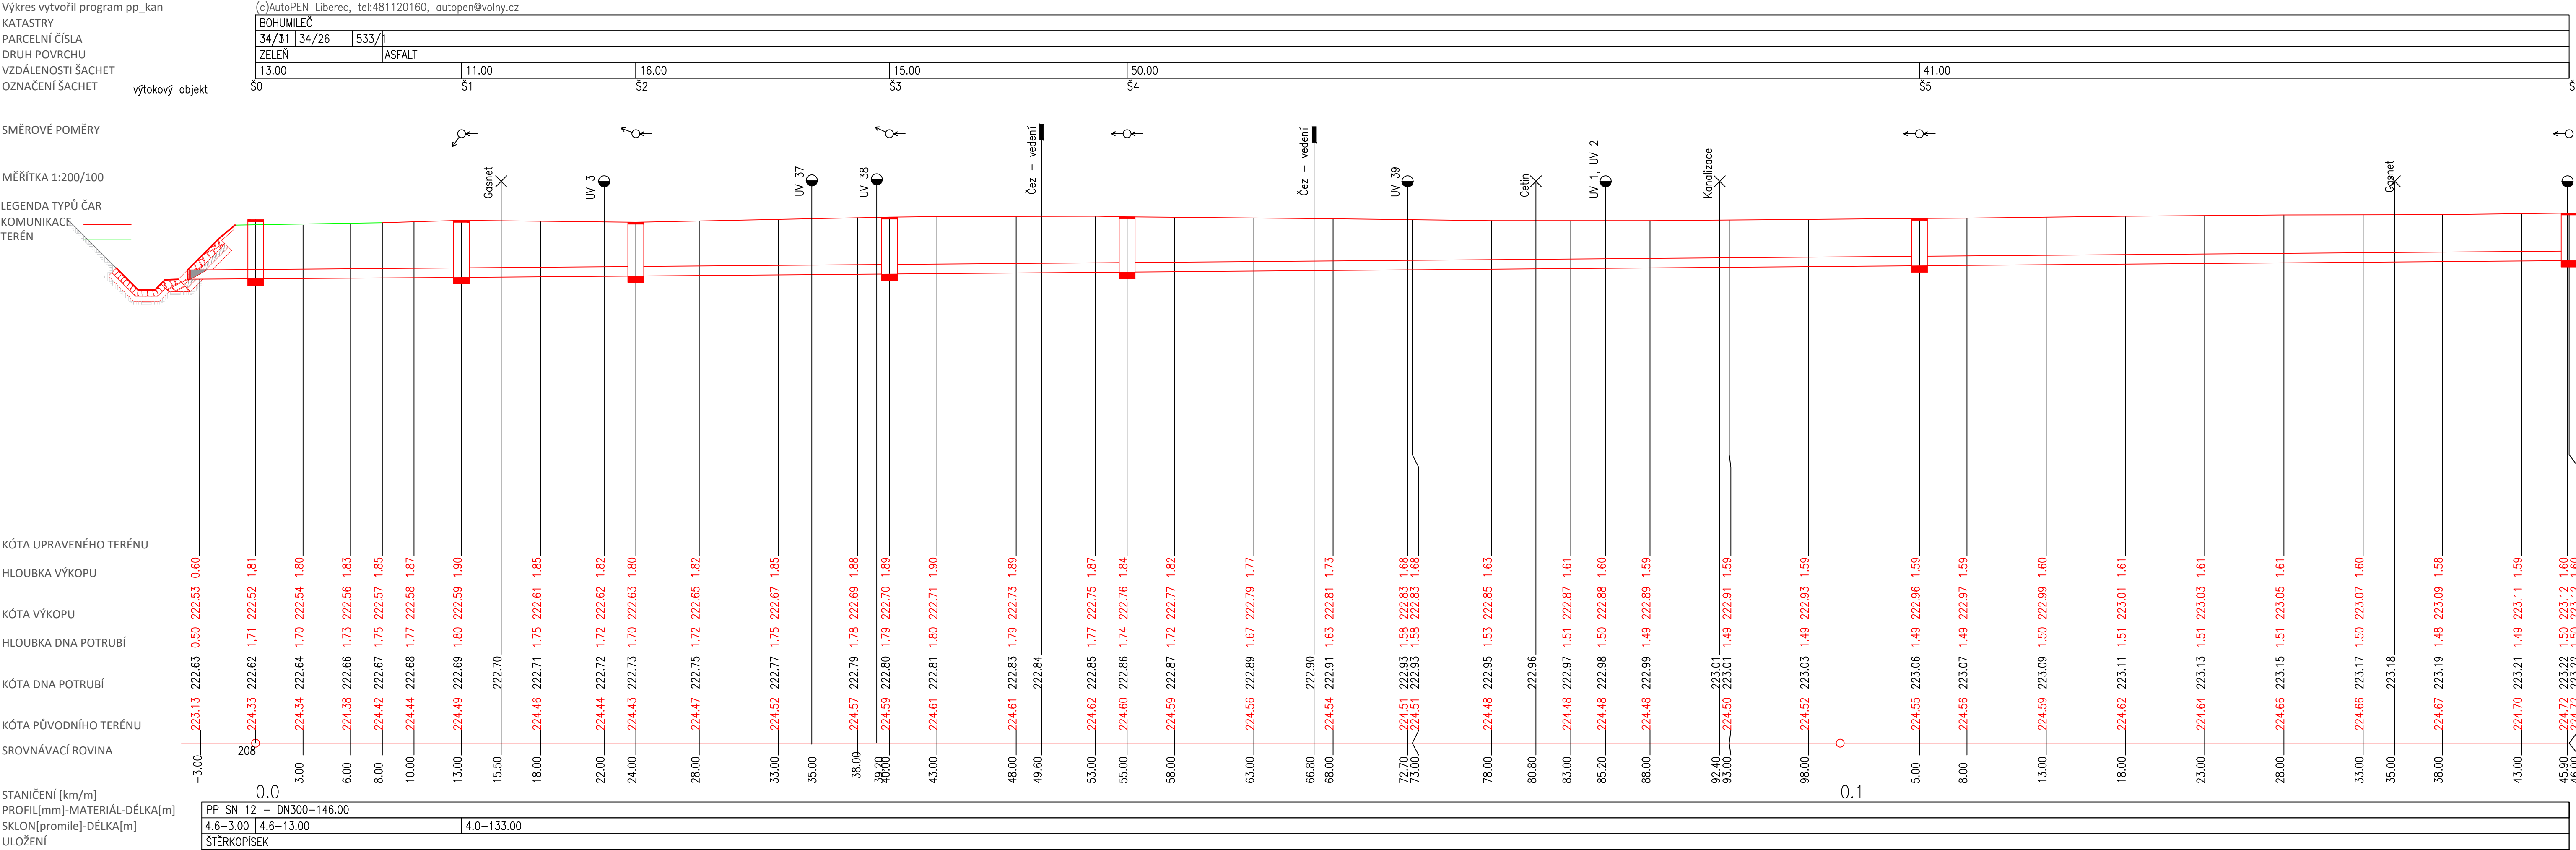 Výkres vytvořil program pp_kan (c)AutoPEN Liberec, tel:481120160, autopen@volny.cz
KATASTRY BOHUMILEČ
PARCELNÍ ČÍSLA 34/26 533/1
DRUH POVRCHU ZELEŇ ASFALT
VZDÁLENOSTI ŠACHET 13.00 11.00 16.00 15.00 50.00 41.00
OZNAČENÍ ŠACHET výtokový objekt Š0 Š1 Š2 Š3 Š4 Š5 Š
SMĚROVÉ POMĚRY
MĚŘÍTKA 1:200/100
Gasnet UV 3 UV 37 UV 38 Čez – vedení Čez – vedení UV 39 Cetin UV 1, UV 2 Kanalizace Gasnet
LEGENDA TYPŮ ČAR
KOMUNIKACE
TERÉN
KÓTA UPRAVENÉHO TERÉNU
HLOUBKA VÝKOPU 0.60 1,81 1.80 1.83 1.85 1.87 1.90 1.85 1.82 1.80 1.82 1.85 1.88 1.89 1.90 1.89 1.87 1.84 1.82 1.77 1.73 1.68 1.68 1.63 1.61 1.60 1.59 1.59 1.59 1.59 1.59 1.60 1.61 1.61 1.61 1.60 1.58 1.59 1.60 1.60
KÓTA VÝKOPU 222.53 222.52 222.54 222.56 222.57 222.58 222.59 222.61 222.62 222.63 222.65 222.67 222.69 222.70 222.71 222.73 222.75 222.76 222.77 222.79 222.81 222.83 222.83 222.85 222.87 222.88 222.89 222.91 222.93 222.96 222.97 222.99 223.01 223.03 223.05 223.07 223.09 223.11 223.12 223.12
HLOUBKA DNA POTRUBÍ 0.50 1,71 1.70 1.73 1.75 1.77 1.80 1.75 1.72 1.70 1.72 1.75 1.78 1.79 1.80 1.79 1.77 1.74 1.72 1.67 1.63 1.58 1.58 1.53 1.51 1.50 1.49 1.49 1.49 1.49 1.49 1.50 1.51 1.51 1.51 1.50 1.48 1.49 1.50 1.50
KÓTA DNA POTRUBÍ 222.63 222.62 222.64 222.66 222.67 222.68 222.69 222.70 222.71 222.72 222.73 222.75 222.77 222.79 222.80 222.81 222.83 222.84 222.85 222.86 222.87 222.89 222.90 222.91 222.93 222.93 222.95 222.96 222.97 222.98 222.99 223.01 223.01 223.03 223.06 223.07 223.09 223.11 223.13 223.15 223.17 223.18 223.19 223.21 223.22 223.22
KÓTA PŮVODNÍHO TERÉNU 223.13 224.33 224.34 224.38 224.42 224.44 224.49 224.46 224.44 224.43 224.47 224.52 224.57 224.59 224.61 224.61 224.62 224.60 224.59 224.56 224.54 224.51 224.51 224.48 224.48 224.48 224.48 224.50 224.52 224.55 224.56 224.59 224.62 224.64 224.66 224.66 224.67 224.70 224.72 224.72
SROVNÁVACÍ ROVINA 208
-3.00 3.00 6.00 8.00 10.00 13.00 15.50 18.00 22.00 24.00 28.00 33.00 35.00 38.00 39.20 40.00 43.00 48.00 49.60 53.00 55.00 58.00 63.00 66.80 68.00 72.70 73.00 78.00 80.80 83.00 85.20 88.00 92.40 93.00 98.00 5.00 8.00 13.00 18.00 23.00 28.00 33.00 35.00 38.00 43.00 45.90 46.00
STANIČENÍ [km/m] 0.0 0.1
PROFIL[mm]-MATERIÁL-DÉLKA[m] PP SN 12 – DN300-146.00
SKLON[promile]-DÉLKA[m] 4.6-3.00 4.6-13.00 4.0-133.00
ULOŽENÍ ŠTĚRKOPÍSEK